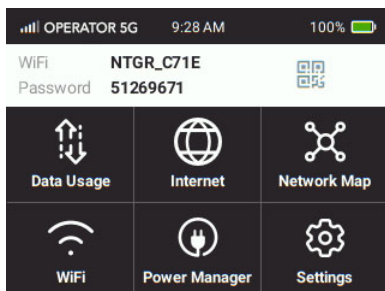 OPERATOR 5G 9:28 AM 100%
WiFi NTGR_C71E
Password 51269671
Data Usage Internet Network Map
WiFi Power Manager Settings